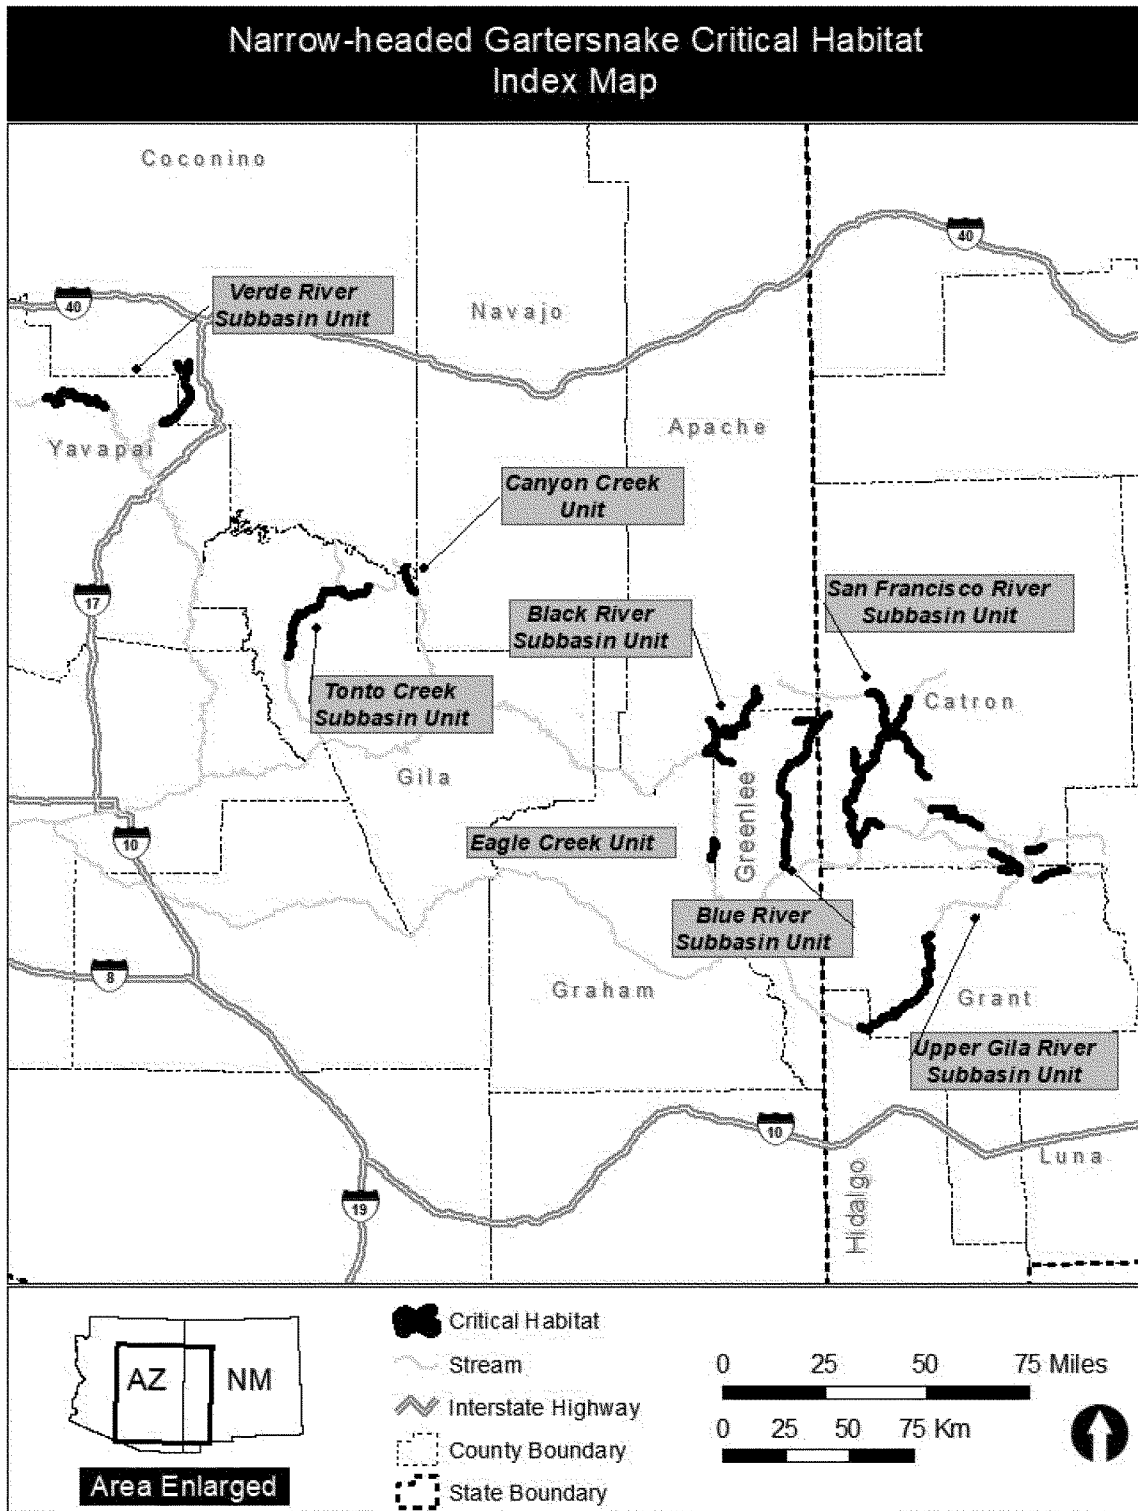 Narrow-headed Gartersnake Critical Habitat
Index Map
Coconino
40
40
Verde River
Subbasin Unit
Navajo
Apache
Yavapai
Canyon Creek
Unit
17
San Francisco River
Subbasin Unit
Black River
Subbasin Unit
Tonto Creek
Subbasin Unit
Catron
Gila
Greenlee
Eagle Creek Unit
10
Blue River
Subbasin Unit
8
Graham
Grant
Upper Gila River
Subbasin Unit
10
Luna
Hidalgo
19
AZ
NM
Area Enlarged
Critical Habitat
Stream
Interstate Highway
County Boundary
State Boundary
0 25 50 75 Miles
0 25 50 75 Km